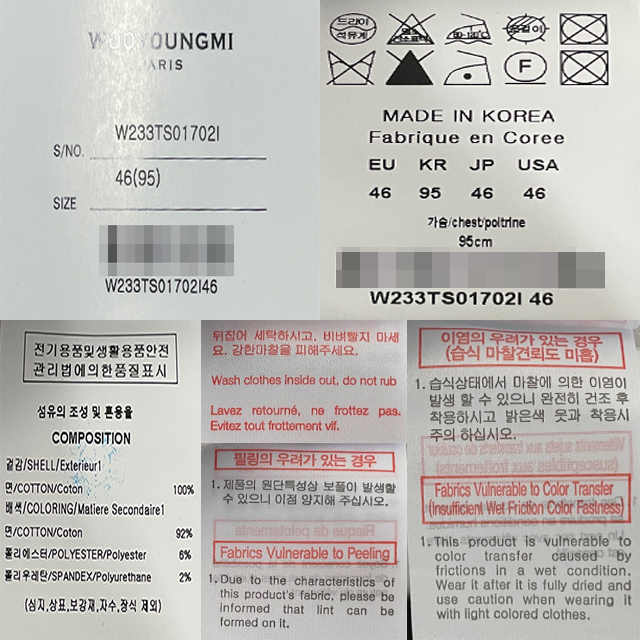 WOOYOUNGMI
PARIS
S/NO.
W233TS01702I
SIZE
46(95)
W233TS01702I46
드라이
석유계
염소표백
80~120℃
F
MADE IN KOREA
Fabrique en Coree
EU KR JP USA
46 95 46 46
가슴/chest/poitrine
95cm
W233TS01702I 46
전기용품및생활용품안전
관리법에의한품질표시
섬유의 조성 및 혼용율
COMPOSITION
겉감/SHELL/Exterieur1
면/COTTON/Coton 100%
배색/COLORING/Matiere Secondaire1
면/COTTON/Coton 92%
폴리에스터/POLYESTER/Polyester 6%
폴리우레탄/SPANDEX/Polyurethane 2%
(심지,상표,보강재,자수,장식 제외)
뒤집어 세탁하시고, 비벼빨지 마세
요. 강한마찰을 피해주세요.
Wash clothes inside out, do not rub
Lavez retourné, ne frottez pas.
Evitez tout frottement vif.
필링의 우려가 있는 경우
1. 제품의 원단특성상 보풀이 발생할
수 있으니 이점 양지해 주십시오.
Fabrics Vulnerable to Peeling
1. Due to the characteristics of
this product's fabric, please be
informed that lint can be
formed on it.
이염의 우려가 있는 경우
(습식 마찰견뢰도 미흡)
1. 습식상태에서 마찰에 의한 이염이
발생 할 수 있으니 완전히 건조 후
착용하시고 밝은색 옷과 착용시
주의 하십시오.
Fabrics Vulnerable to Color Transfer
(Insufficient Wet Friction Color Fastness)
1. This product is vulnerable to
color transfer caused by
frictions in a wet condition.
Wear it after it is fully dried and
use caution when wearing it
with light colored clothes.